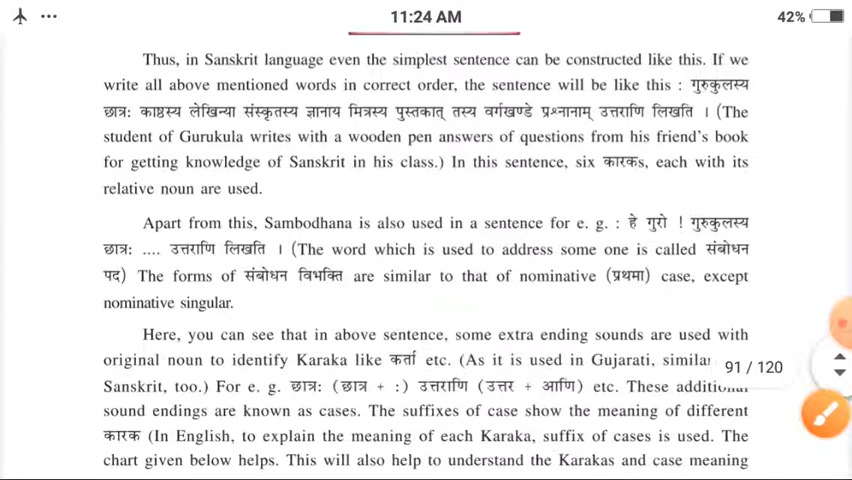 11:24 AM
42%
Thus, in Sanskrit language even the simplest sentence can be constructed like this. If we
write all above mentioned words in correct order, the sentence will be like this : गुरुकुलस्य
छात्रः काष्ठस्य लेखिन्या संस्कृतस्य ज्ञानाय मित्रस्य पुस्तकात् तस्य वर्गखण्डे प्रश्नानाम् उत्तराणि लिखति । (The
student of Gurukula writes with a wooden pen answers of questions from his friend's book
for getting knowledge of Sanskrit in his class.) In this sentence, six कारकs, each with its
relative noun are used.
Apart from this, Sambodhana is also used in a sentence for e. g. : हे गुरो ! गुरुकुलस्य
छात्रः .... उत्तराणि लिखति । (The word which is used to address some one is called संबोधन
पद) The forms of संबोधन विभक्ति are similar to that of nominative (प्रथमा) case, except
nominative singular.
Here, you can see that in above sentence, some extra ending sounds are used with
original noun to identify Karaka like कर्ता etc. (As it is used in Gujarati, similar
91 / 120
Sanskrit, too.) For e. g. छात्रः (छात्र + :) उत्तराणि (उत्तर + आणि) etc. These additional
sound endings are known as cases. The suffixes of case show the meaning of different
कारक (In English, to explain the meaning of each Karaka, suffix of cases is used. The
chart given below helps. This will also help to understand the Karakas and case meaning